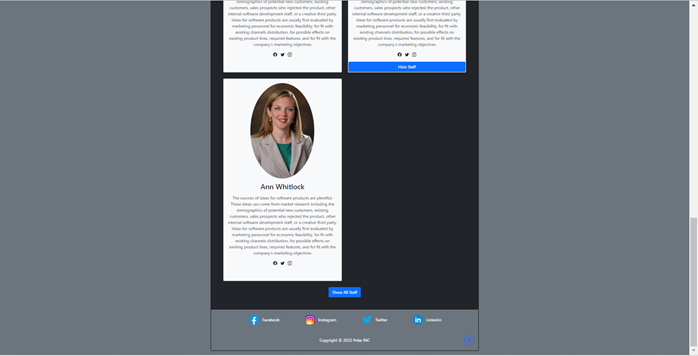 demographics of potential new customers, existing
customers, sales prospects who rejected the product, other
internal software development staff, or a creative third party.
Ideas for software products are usually first evaluated by
marketing personnel for economic feasibility, for fit with
existing channels distribution, for possible effects on
existing product lines, required features, and for fit with the
company's marketing objectives.
demographics of potential new customers, existing
customers, sales prospects who rejected the product, other
internal software development staff, or a creative third party.
Ideas for software products are usually first evaluated by
marketing personnel for economic feasibility, for fit with
existing channels distribution, for possible effects on
existing product lines, required features, and for fit with the
company's marketing objectives.
Hide Staff
Ann Whitlock
The sources of ideas for software products are plentiful.
These ideas can come from market research including the
demographics of potential new customers, existing
customers, sales prospects who rejected the product, other
internal software development staff, or a creative third party.
Ideas for software products are usually first evaluated by
marketing personnel for economic feasibility, for fit with
existing channels distribution, for possible effects on
existing product lines, required features, and for fit with the
company's marketing objectives.
Show All Staff
Facebook
Instagram
Twitter
LinkedIn
Copyright © 2022 Pulse INC